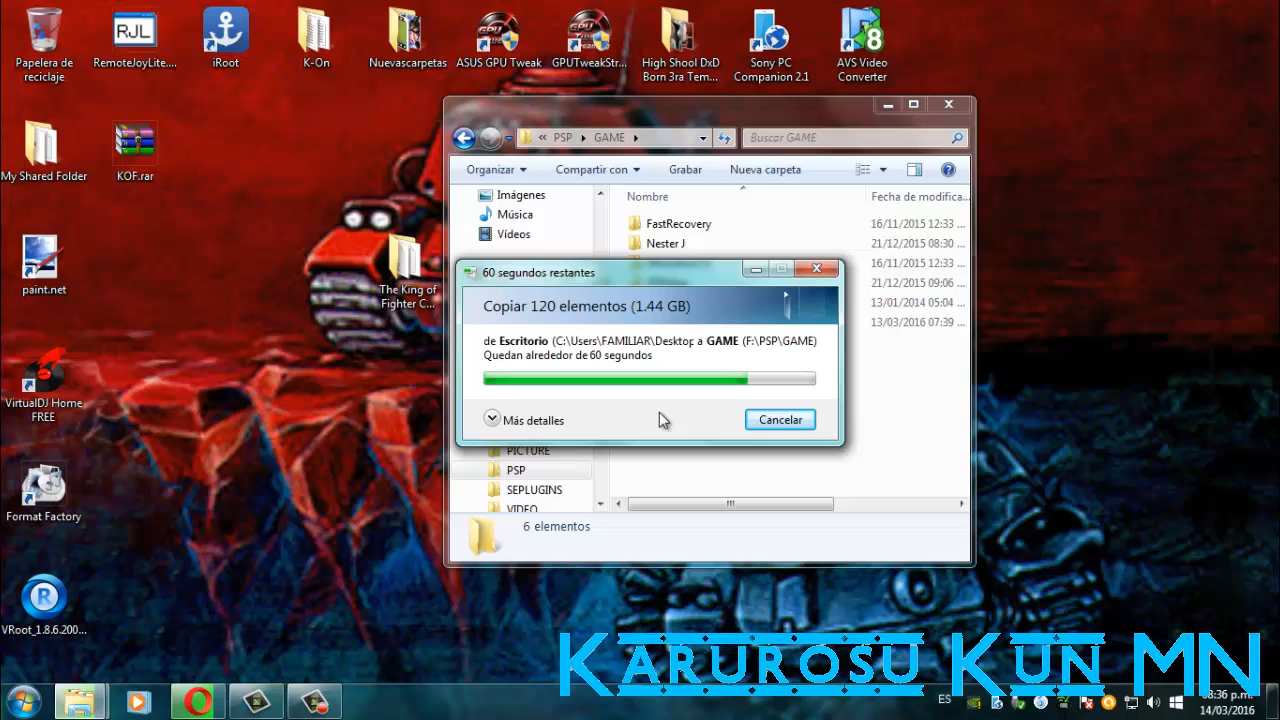 Papelera de
reciclaje
RemoteJoyLite....
iRoot
K-On
Nuevascarpetas
ASUS GPU Tweak
GPUTweakStr...
High Shool DxD
Born 3ra Tem...
Sony PC
Companion 2.1
AVS Video
Converter
My Shared Folder
KOF.rar
paint.net
The King of
Fighter C...
VirtualDJ Home
FREE
Format Factory
VRoot_1.8.6.200...
RJL
8
GPU
GPU
« PSP ▸ GAME ▸
Buscar GAME
Organizar
Compartir con
Grabar
Nueva carpeta
Imágenes
Música
Vídeos
Nombre
Fecha de modifica...
FastRecovery
16/11/2015 12:33 ...
Nester J
21/12/2015 08:30 ...
16/11/2015 12:33 ...
21/12/2015 09:06 ...
13/01/2014 05:04 ...
13/03/2016 07:39 ...
60 segundos restantes
Copiar 120 elementos (1.44 GB)
de Escritorio (C:\Users\FAMILIAR\Desktop a GAME (F:\PSP\GAME)
Quedan alrededor de 60 segundos
Más detalles
Cancelar
PICTURE
PSP
SEPLUGINS
VIDEO
6 elementos
KARUROSU KUN MN
ES
08:36 p.m.
14/03/2016